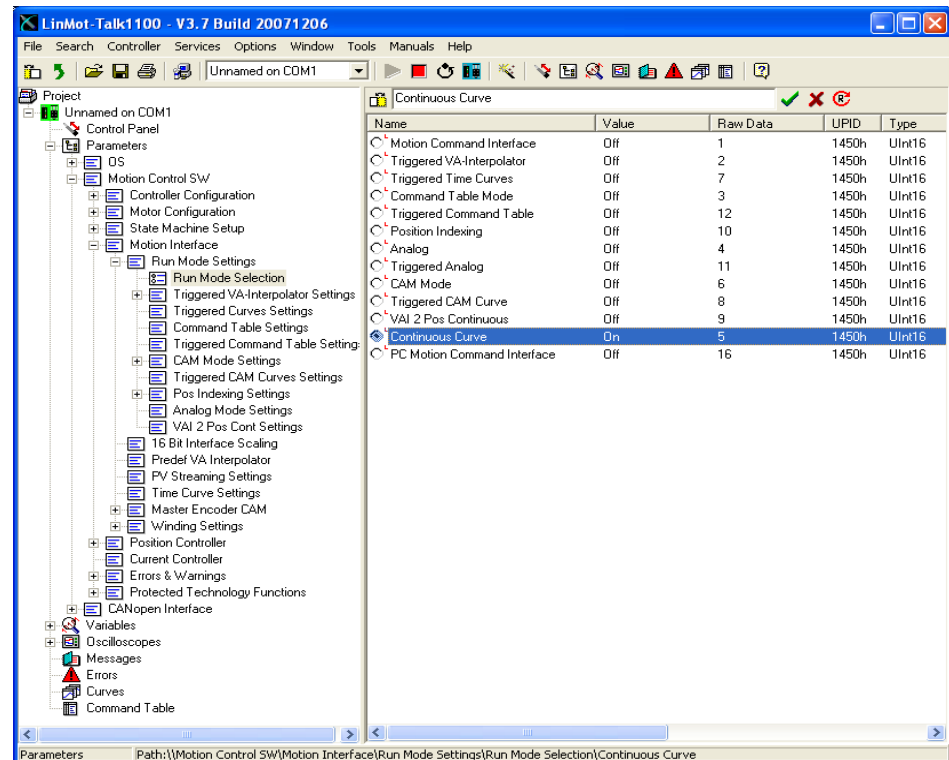 LinMot-Talk1100 - V3.7 Build 20071206
File Search Controller Services Options Window Tools Manuals Help
Unnamed on COM1
Project
Unnamed on COM1
Control Panel
Parameters
OS
Motion Control SW
Controller Configuration
Motor Configuration
State Machine Setup
Motion Interface
Run Mode Settings
Run Mode Selection
Triggered VA-Interpolator Settings
Triggered Curves Settings
Command Table Settings
Triggered Command Table Setting
CAM Mode Settings
Triggered CAM Curves Settings
Pos Indexing Settings
Analog Mode Settings
VAI 2 Pos Cont Settings
16 Bit Interface Scaling
Predef VA Interpolator
PV Streaming Settings
Time Curve Settings
Master Encoder CAM
Winding Settings
Position Controller
Current Controller
Errors & Warnings
Protected Technology Functions
CANopen Interface
Variables
Oscilloscopes
Messages
Errors
Curves
Command Table
Continuous Curve
Name Value Raw Data UPID Type
Motion Command Interface Off 1 1450h UInt16
Triggered VA-Interpolator Off 2 1450h UInt16
Triggered Time Curves Off 7 1450h UInt16
Command Table Mode Off 3 1450h UInt16
Triggered Command Table Off 12 1450h UInt16
Position Indexing Off 10 1450h UInt16
Analog Off 4 1450h UInt16
Triggered Analog Off 11 1450h UInt16
CAM Mode Off 6 1450h UInt16
Triggered CAM Curve Off 8 1450h UInt16
VAI 2 Pos Continuous Off 9 1450h UInt16
Continuous Curve On 5 1450h UInt16
PC Motion Command Interface Off 16 1450h UInt16
Parameters Path:\\Motion Control SW\Motion Interface\Run Mode Settings\Run Mode Selection\Continuous Curve